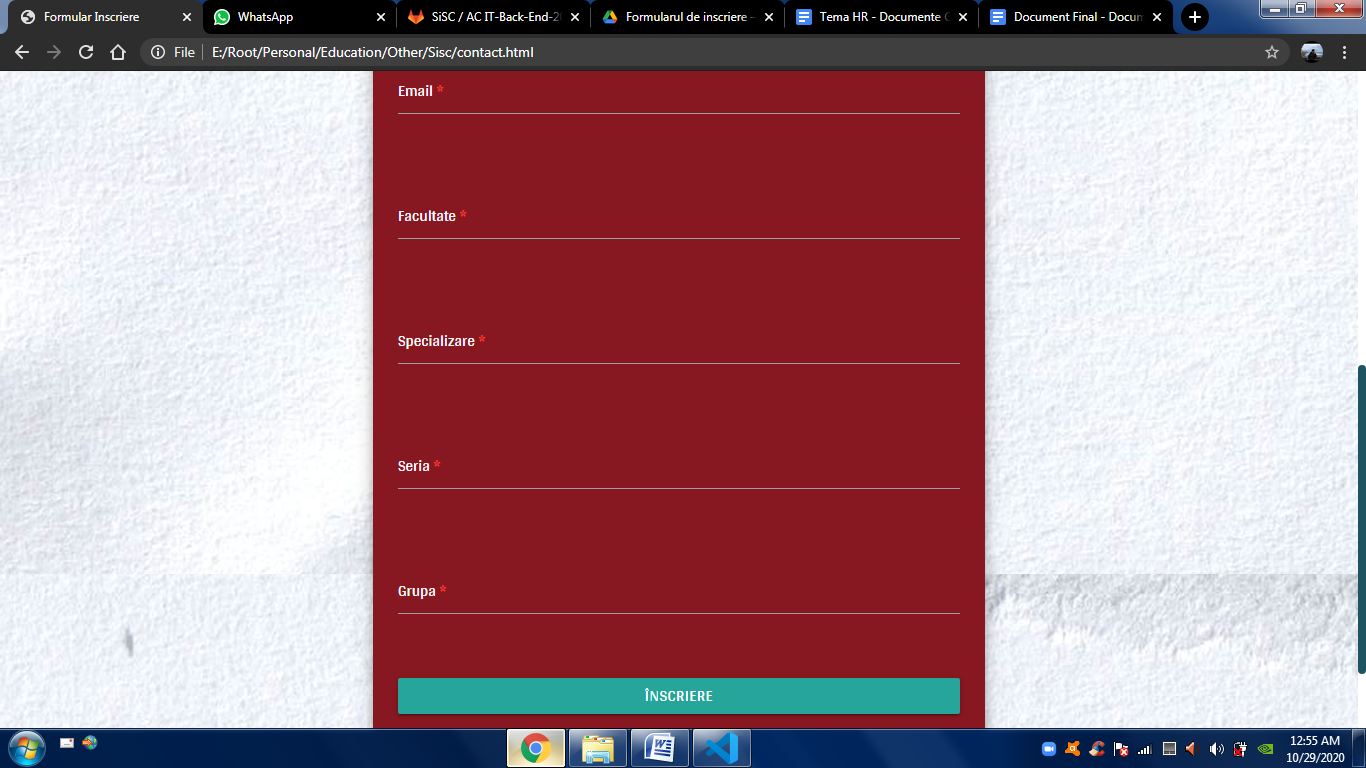 Formular Inscriere
WhatsApp
SiSC / AC IT-Back-End-20
Formularul de inscriere –
Tema HR - Documente G
Document Final - Docum
File
E:/Root/Personal/Education/Other/Sisc/contact.html
Email *
Facultate *
Specializare *
Seria *
Grupa *
ÎNSCRIERE
12:55 AM
10/29/2020